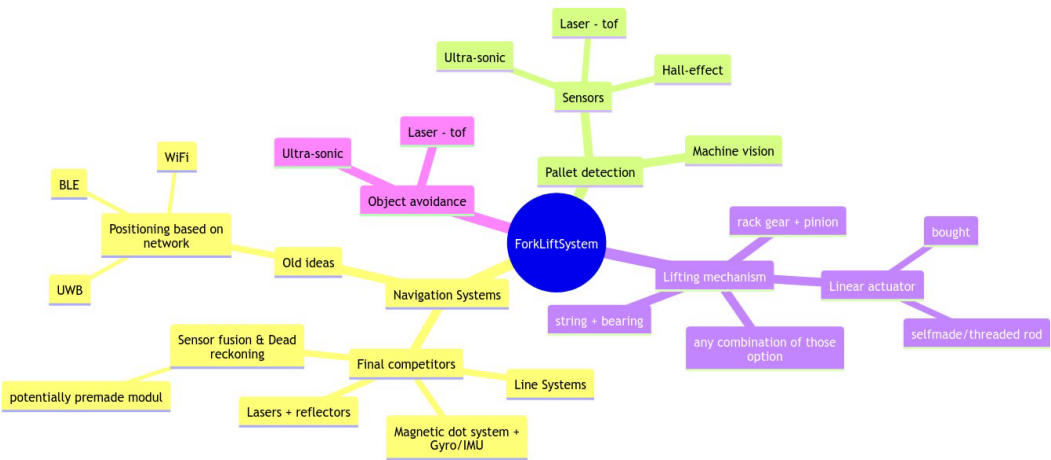 Laser - tof
Ultra-sonic
Hall-effect
Sensors
Laser - tof
Machine vision
Ultra-sonic
WiFi
Pallet detection
BLE
Object avoidance
rack gear + pinion
Positioning based on
network
bought
ForkLiftSystem
Old ideas
Lifting mechanism
Linear actuator
UWB
Navigation Systems
string + bearing
Sensor fusion & Dead
reckoning
selfmade/threaded rod
any combination of those
option
Final competitors
Line Systems
potentially premade modul
Lasers + reflectors
Magnetic dot system +
Gyro/IMU